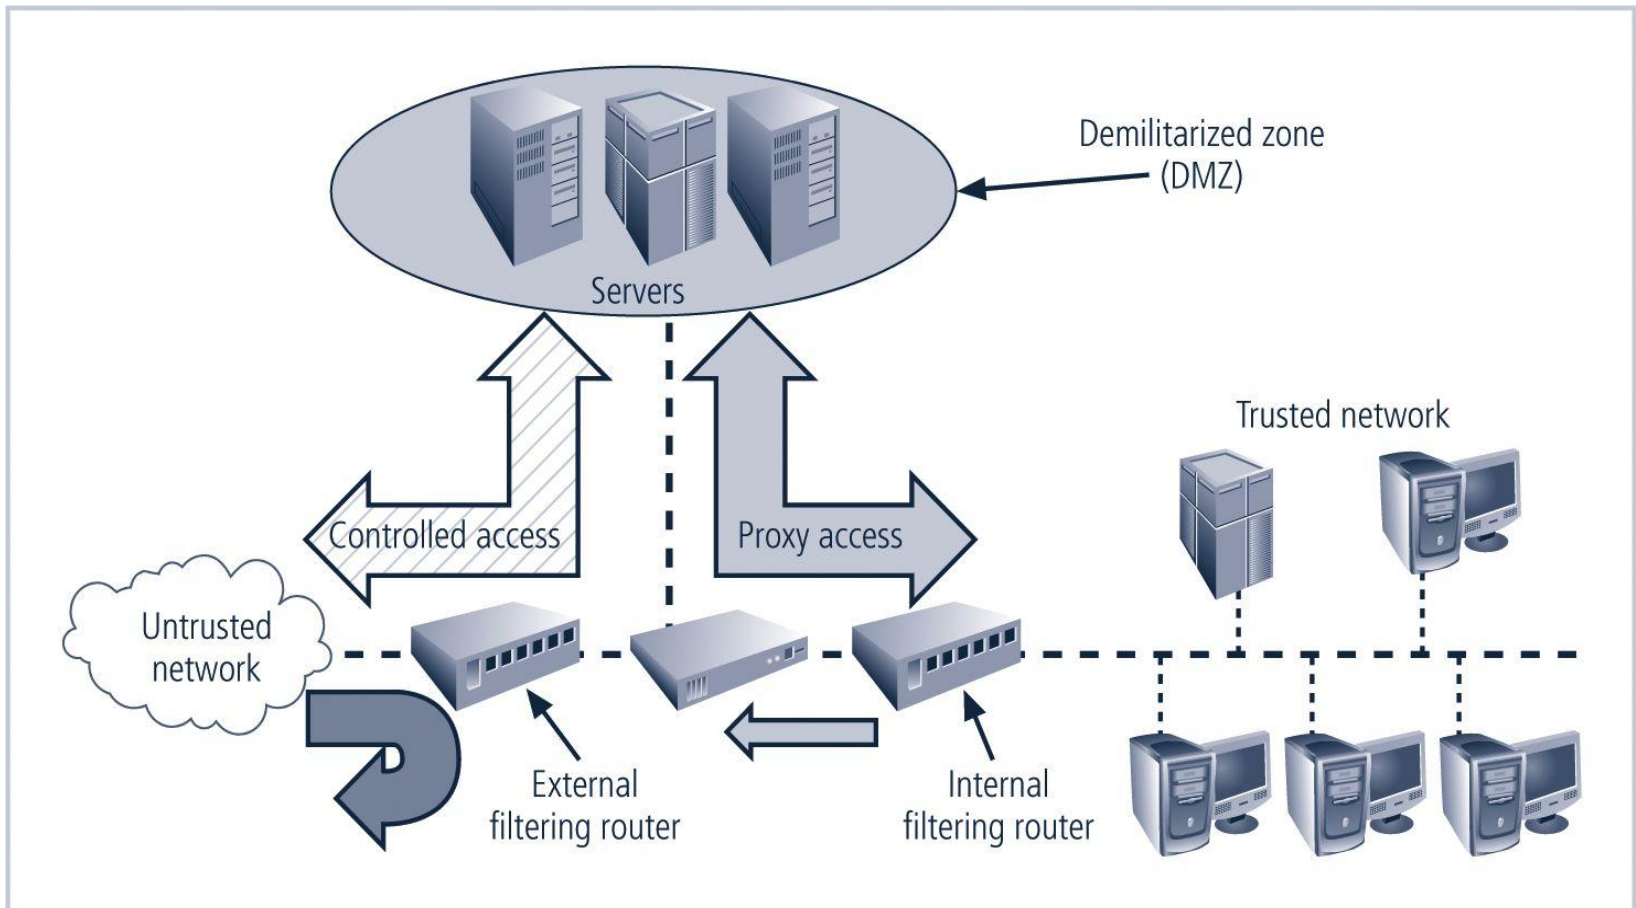 Demilitarized zone
(DMZ)
Servers
Trusted network
Controlled access
Proxy access
Untrusted
network
External
filtering router
Internal
filtering router